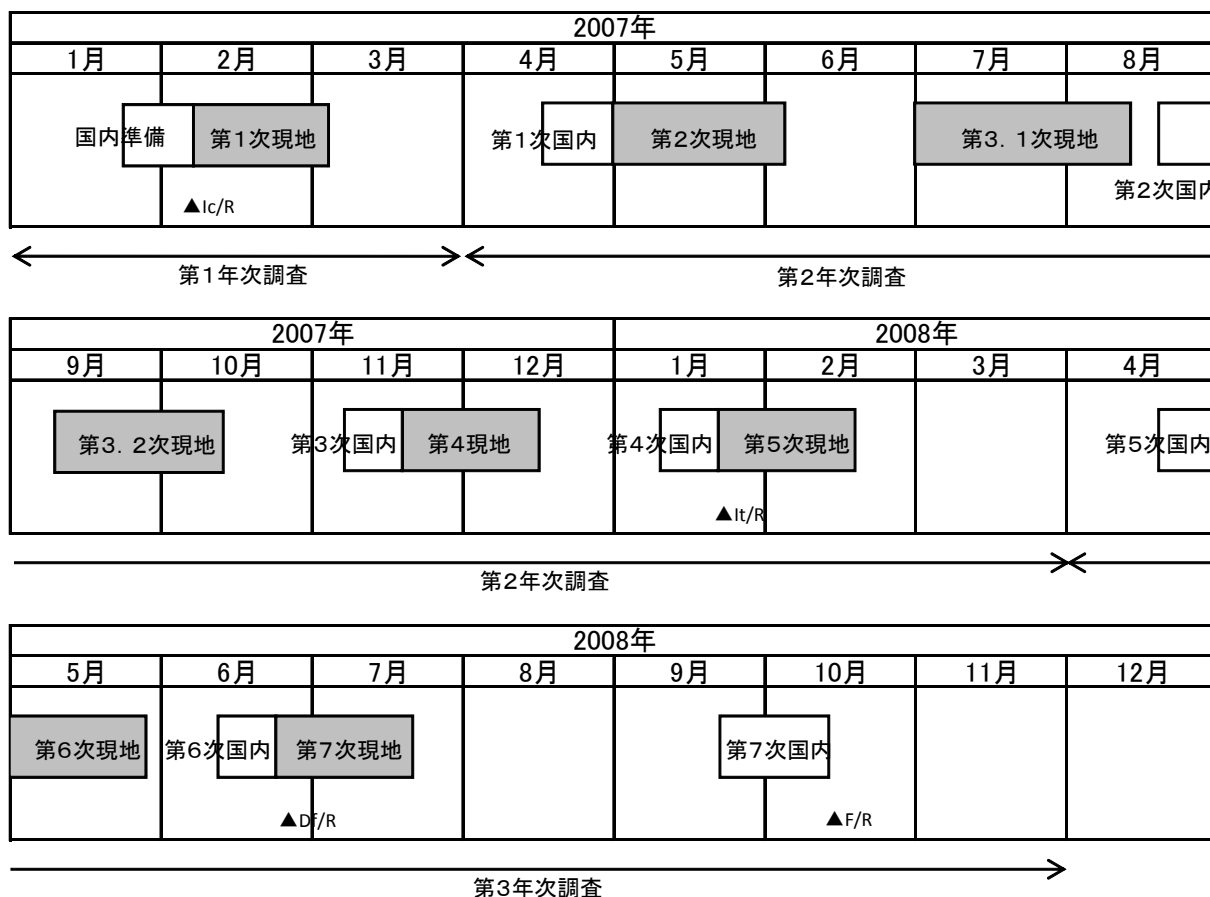 2007年
1月 2月 3月 4月 5月 6月 7月 8月
国内準備 第1次現地 第1次国内 第2次現地 第3.1次現地
第2次国内
▲Ic/R
第1年次調査 第2年次調査
2007年 2008年
9月 10月 11月 12月 1月 2月 3月 4月
第3.2次現地 第3次国内 第4現地 第4次国内 第5次現地 第5次国内
▲It/R
第2年次調査
2008年
5月 6月 7月 8月 9月 10月 11月 12月
第6次現地 第6次国内 第7次現地 第7次国内
▲Df/R ▲F/R
第3年次調査